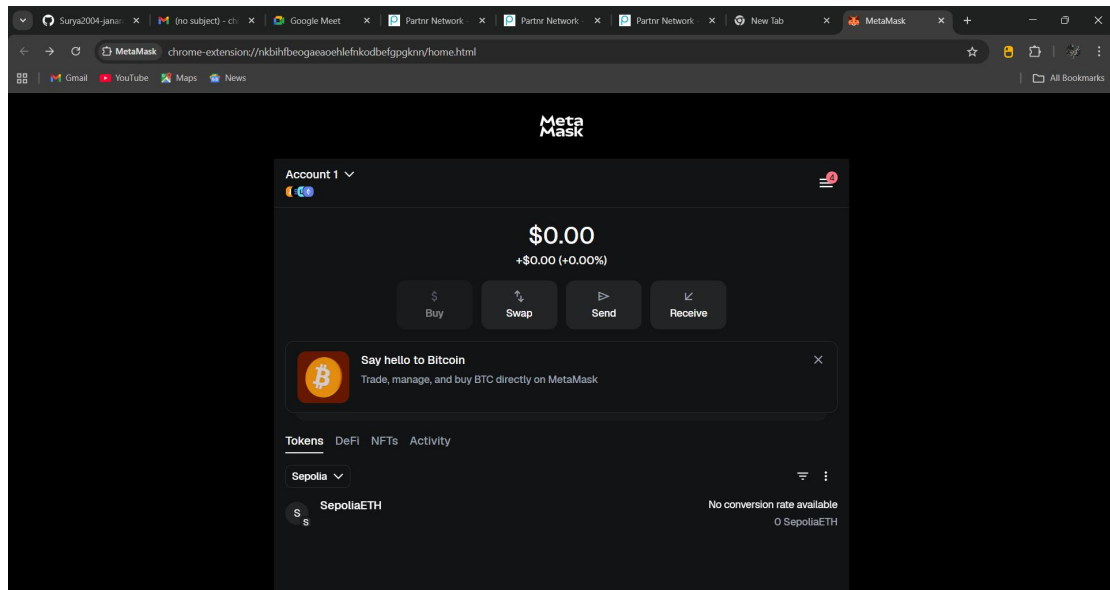 Surya2004-janar
(no subject) - ch
Google Meet
Partnr Network -
Partnr Network -
Partnr Network
New Tab
MetaMask
MetaMask
chrome-extension://nkbihfbeogaeaoehlefnkodbefgpgknn/home.html
Gmail
YouTube
Maps
News
All Bookmarks
Meta
Mask
Account 1
4
$0.00
+$0.00 (+0.00%)
$
Buy
Swap
Send
Receive
Say hello to Bitcoin
Trade, manage, and buy BTC directly on MetaMask
Tokens DeFi NFTs Activity
Sepolia
S
S
SepoliaETH
No conversion rate available
0 SepoliaETH